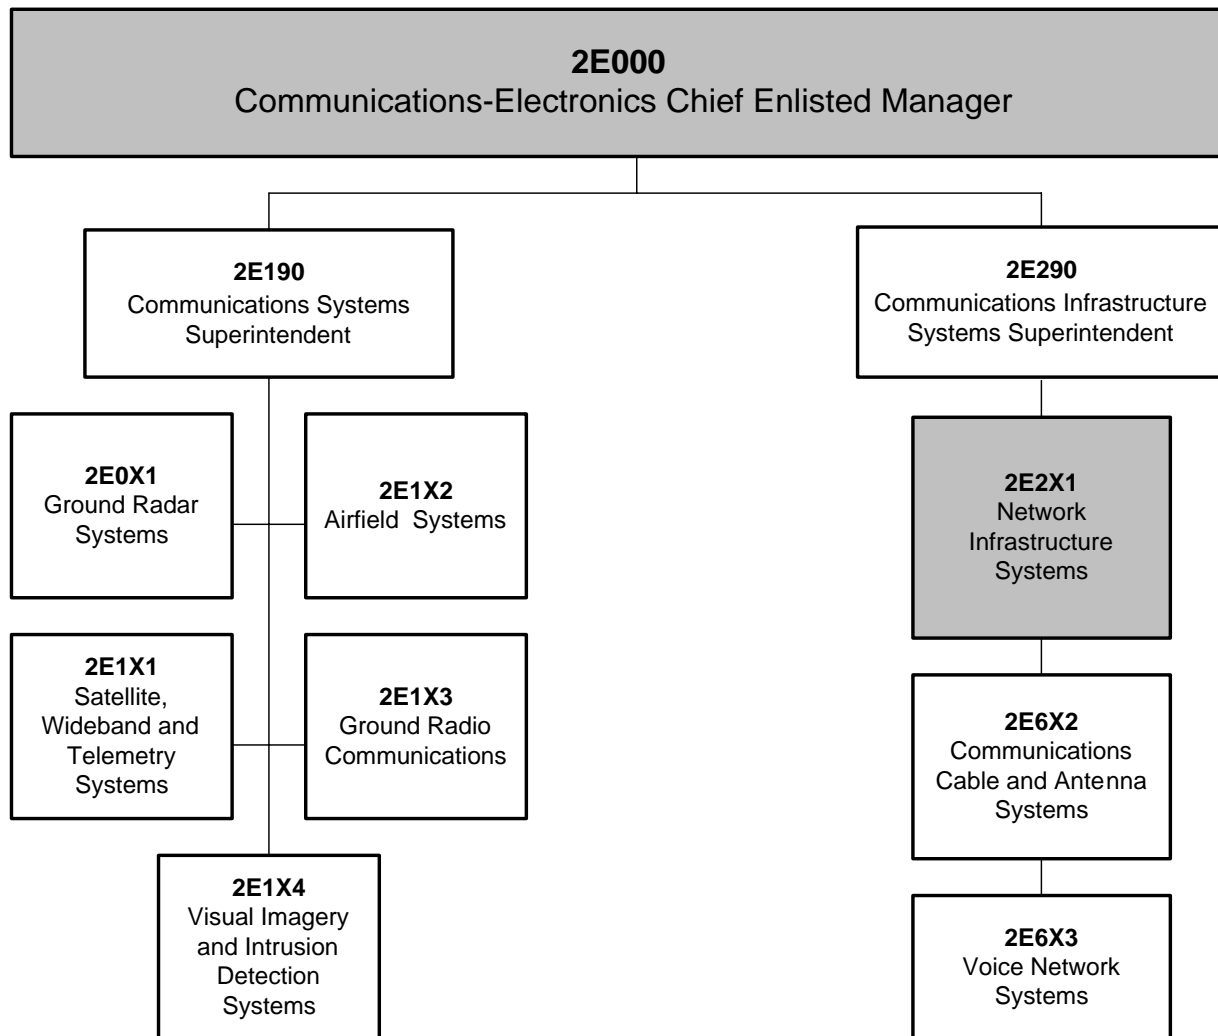 2E000
Communications-Electronics Chief Enlisted Manager
2E190
Communications Systems
Superintendent
2E290
Communications Infrastructure
Systems Superintendent
2E0X1
Ground Radar
Systems
2E1X2
Airfield Systems
2E2X1
Network
Infrastructure
Systems
2E1X1
Satellite,
Wideband and
Telemetry
Systems
2E1X3
Ground Radio
Communications
2E6X2
Communications
Cable and Antenna
Systems
2E1X4
Visual Imagery
and Intrusion
Detection
Systems
2E6X3
Voice Network
Systems